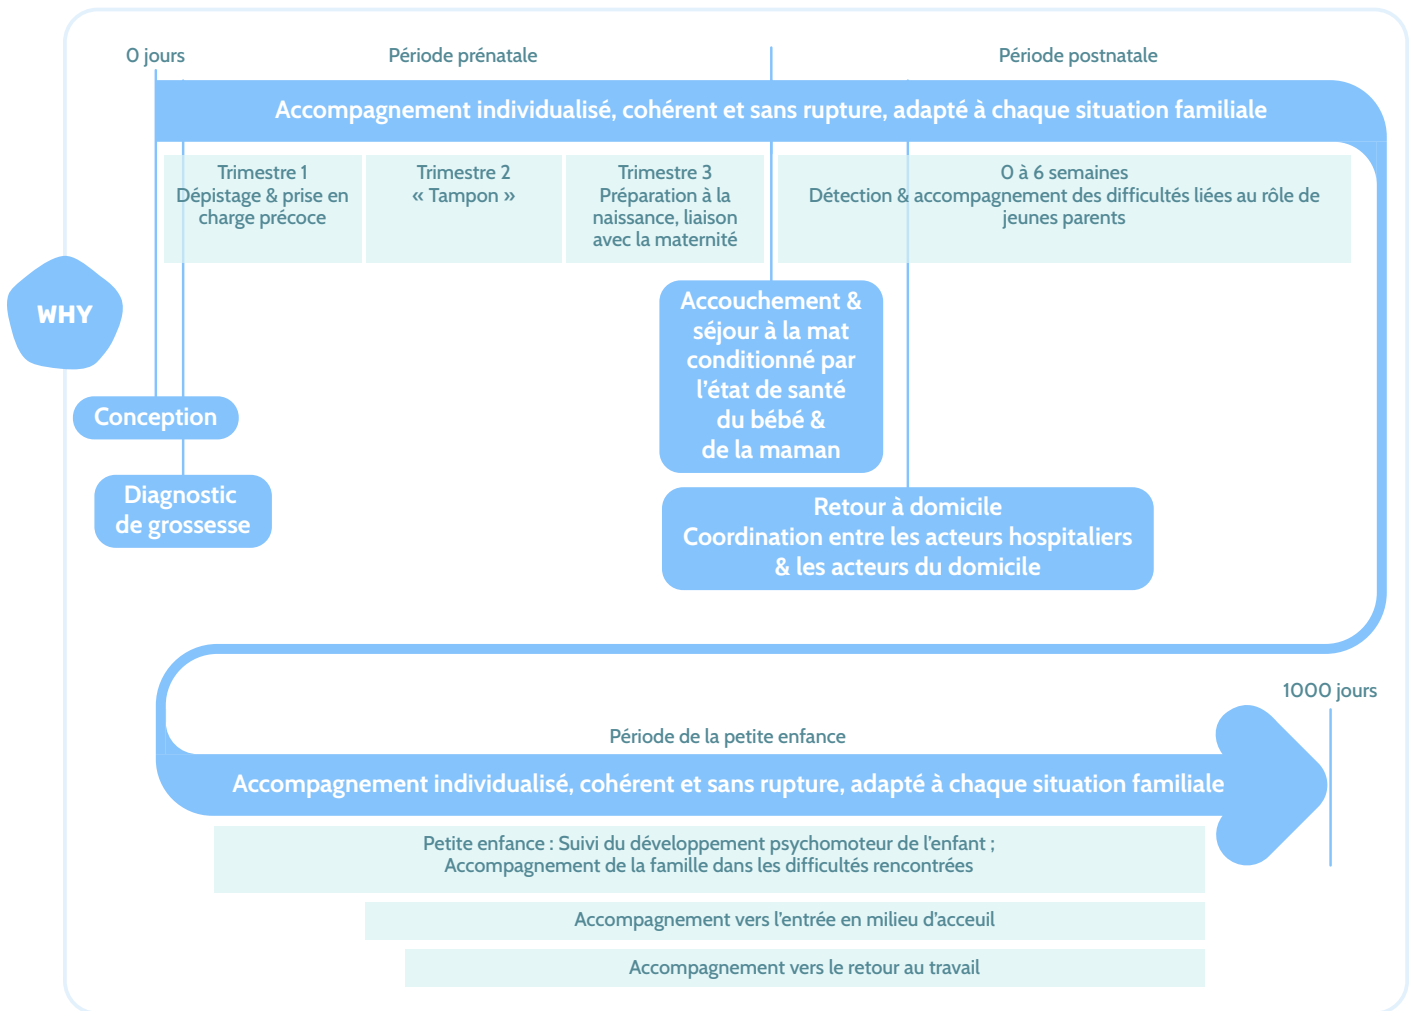 0 jours
Période prénatale
Période postnatale
Accompagnement individualisé, cohérent et sans rupture, adapté à chaque situation familiale
Trimestre 1
Dépistage & prise en
charge précoce
Trimestre 2
« Tampon »
Trimestre 3
Préparation à la
naissance, liaison
avec la maternité
0 à 6 semaines
Détection & accompagnement des difficultés liées au rôle de
jeunes parents
WHY
Accouchement &
séjour à la mat
conditionné par
l’état de santé
du bébé &
de la maman
Conception
Diagnostic
de grossesse
Retour à domicile
Coordination entre les acteurs hospitaliers
& les acteurs du domicile
1000 jours
Période de la petite enfance
Accompagnement individualisé, cohérent et sans rupture, adapté à chaque situation familiale
Petite enfance : Suivi du développement psychomoteur de l’enfant ;
Accompagnement de la famille dans les difficultés rencontrées
Accompagnement vers l’entrée en milieu d’acceuil
Accompagnement vers le retour au travail